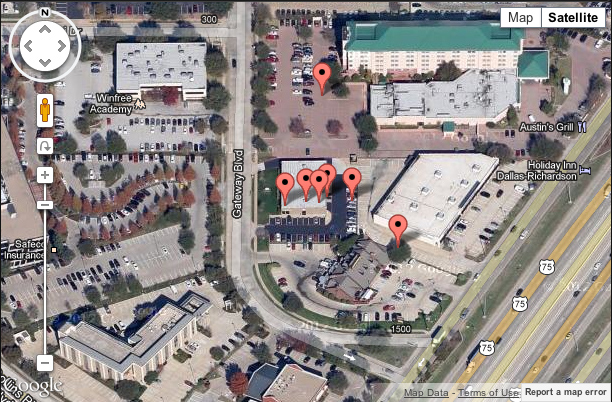 N
300
Map
Satellite
Winfree
Academy
Austin's Grill
Gateway Blvd
Holiday Inn
Dallas-Richardson
Safeco
Insurance
75
75
75
1500
Google
Map Data - Terms of Use
Report a map error